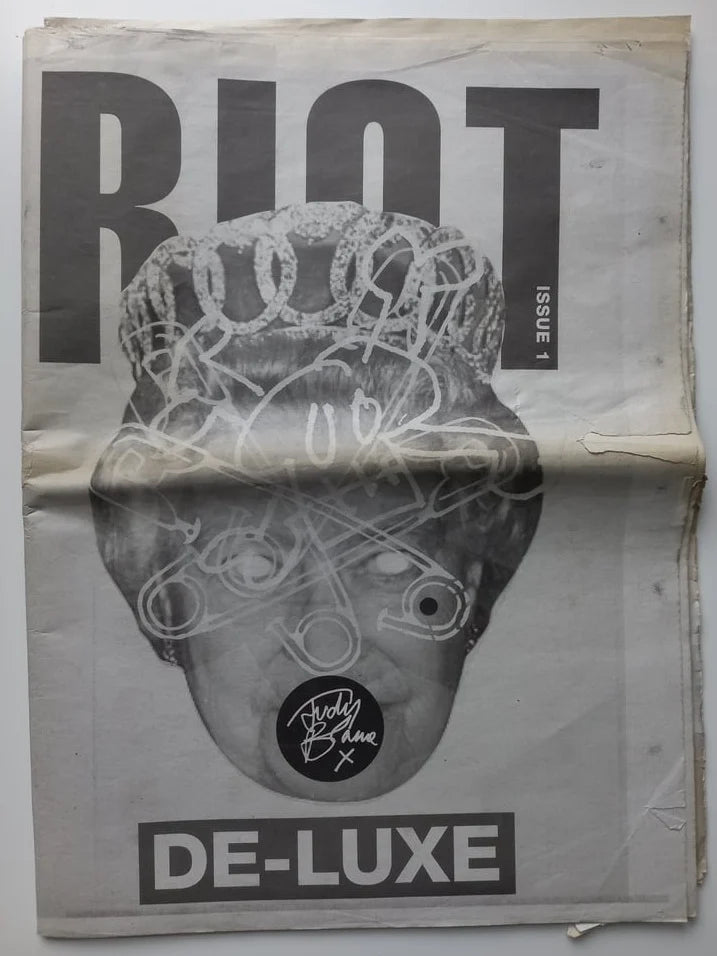 RIOT
ISSUE 1
Judy
Blame
X
DE-LUXE